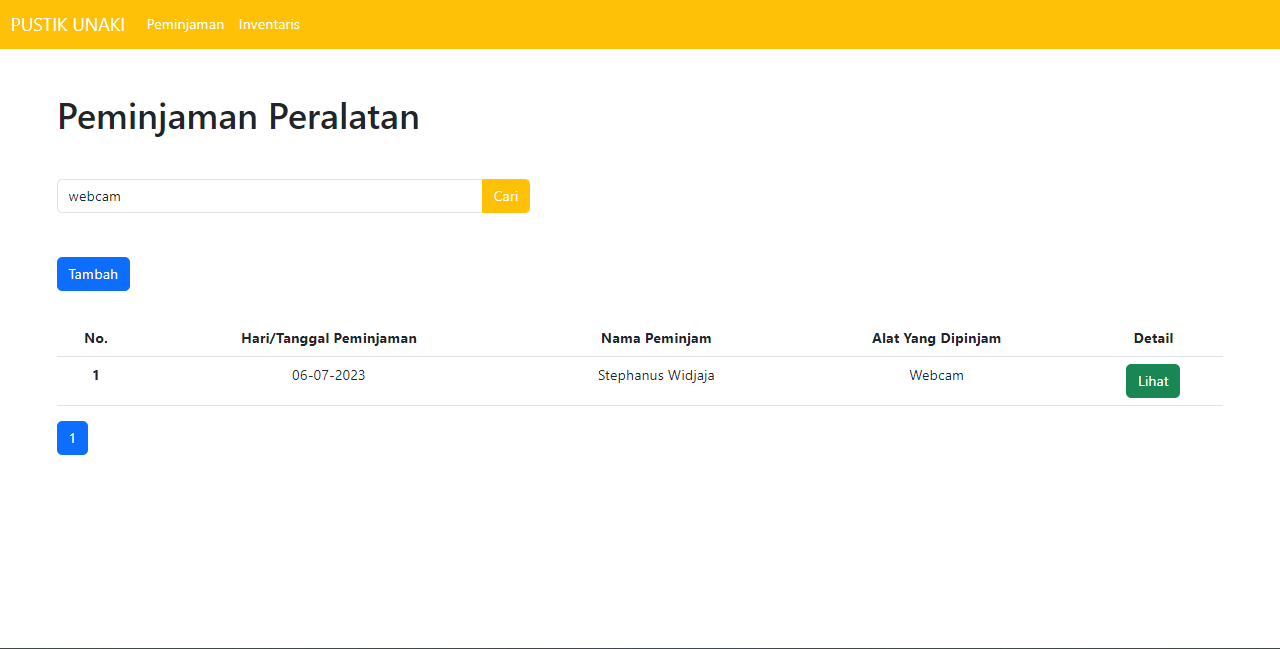 PUSTIK UNAKI Peminjaman Inventaris
Peminjaman Peralatan
webcam Cari
Tambah
No. Hari/Tanggal Peminjaman Nama Peminjam Alat Yang Dipinjam Detail
1 06-07-2023 Stephanus Widjaja Webcam Lihat
1